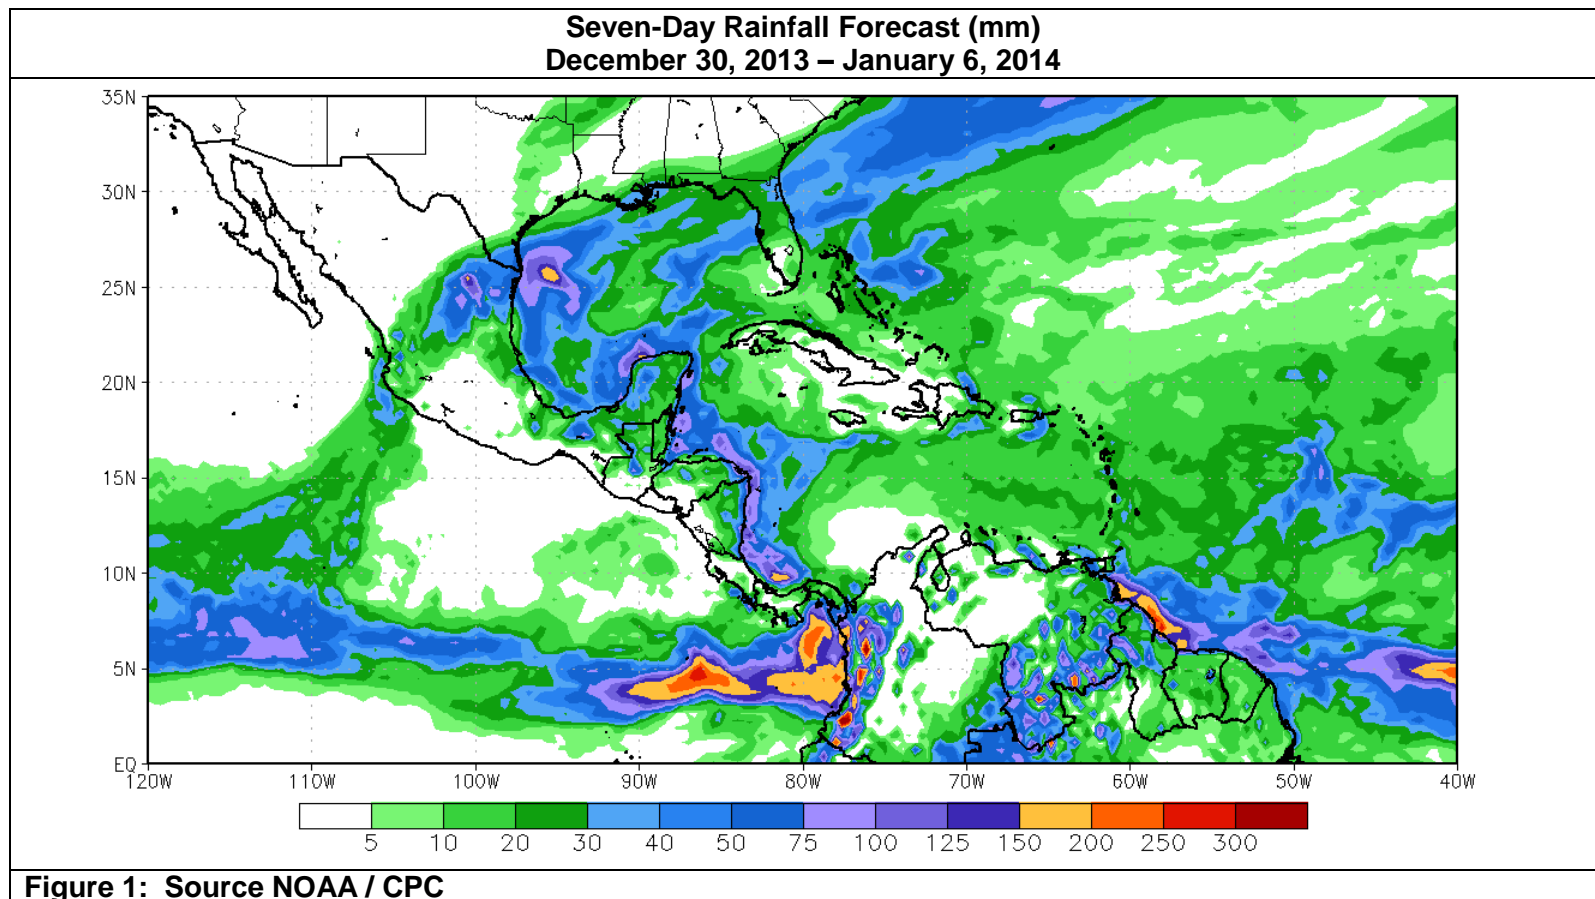 Seven-Day Rainfall Forecast (mm)
December 30, 2013 – January 6, 2014
35N
30N
25N
20N
15N
10N
5N
EQ
120W 110W 100W 90W 80W 70W 60W 50W 40W
5 10 20 30 40 50 75 100 125 150 200 250 300
Figure 1: Source NOAA / CPC